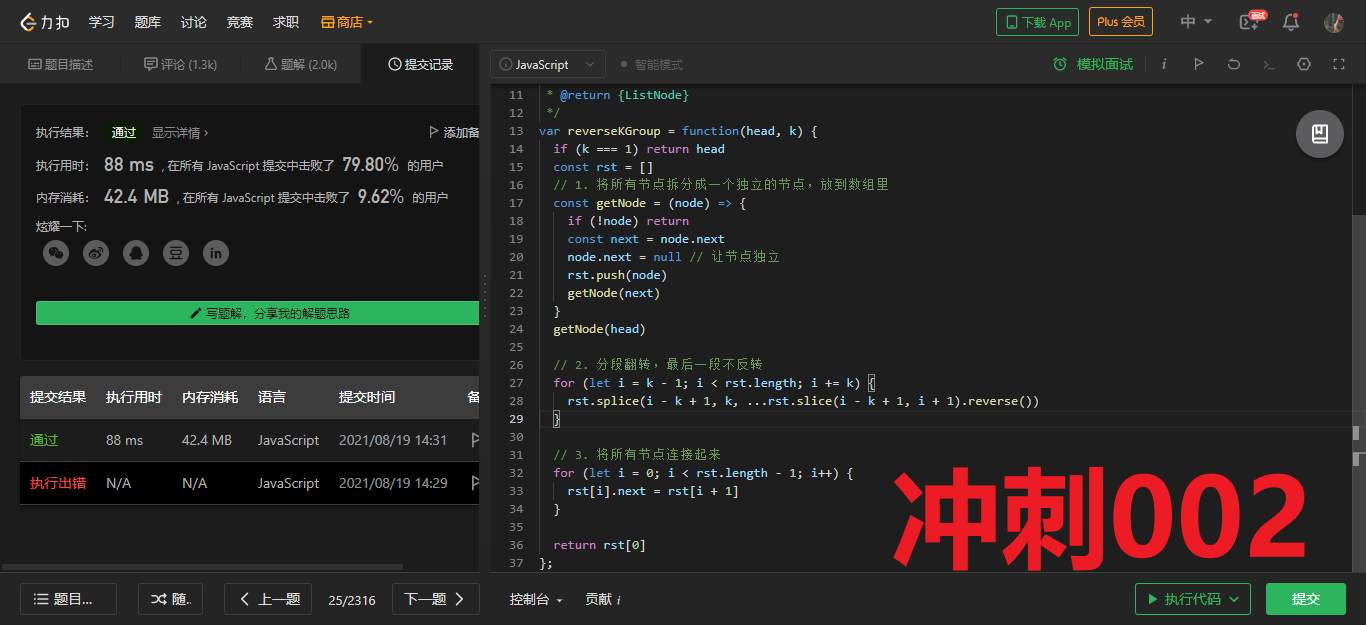 力扣 学习 题库 讨论 竞赛 求职 商店 下载 App Plus 会员 中 面试
题目描述 评论 (1.3k) 题解 (2.0k) 提交记录
JavaScript 智能模式 模拟面试 i
执行结果： 通过 显示详情 › 添加备
执行用时： 88 ms , 在所有 JavaScript 提交中击败了 79.80% 的用户
内存消耗： 42.4 MB , 在所有 JavaScript 提交中击败了 9.62% 的用户
炫耀一下:
豆 in
写题解，分享我的解题思路
提交结果 执行用时 内存消耗 语言 提交时间 备
通过 88 ms 42.4 MB JavaScript 2021/08/19 14:31
执行出错 N/A N/A JavaScript 2021/08/19 14:29
11 * @return {ListNode}
12 */
13 var reverseKGroup = function(head, k) {
14 if (k === 1) return head
15 const rst = []
16 // 1. 将所有节点拆分成一个独立的节点，放到数组里
17 const getNode = (node) => {
18 if (!node) return
19 const next = node.next
20 node.next = null // 让节点独立
21 rst.push(node)
22 getNode(next)
23 }
24 getNode(head)
25
26 // 2. 分段翻转，最后一段不反转
27 for (let i = k - 1; i < rst.length; i += k) {
28 rst.splice(i - k + 1, k, ...rst.slice(i - k + 1, i + 1).reverse())
29 }
30
31 // 3. 将所有节点连接起来
32 for (let i = 0; i < rst.length - 1; i++) {
33 rst[i].next = rst[i + 1]
34 }
35
36 return rst[0]
37 };
冲刺002
题目... 随.. 上一题 25/2316 下一题 控制台 贡献 i 执行代码 提交